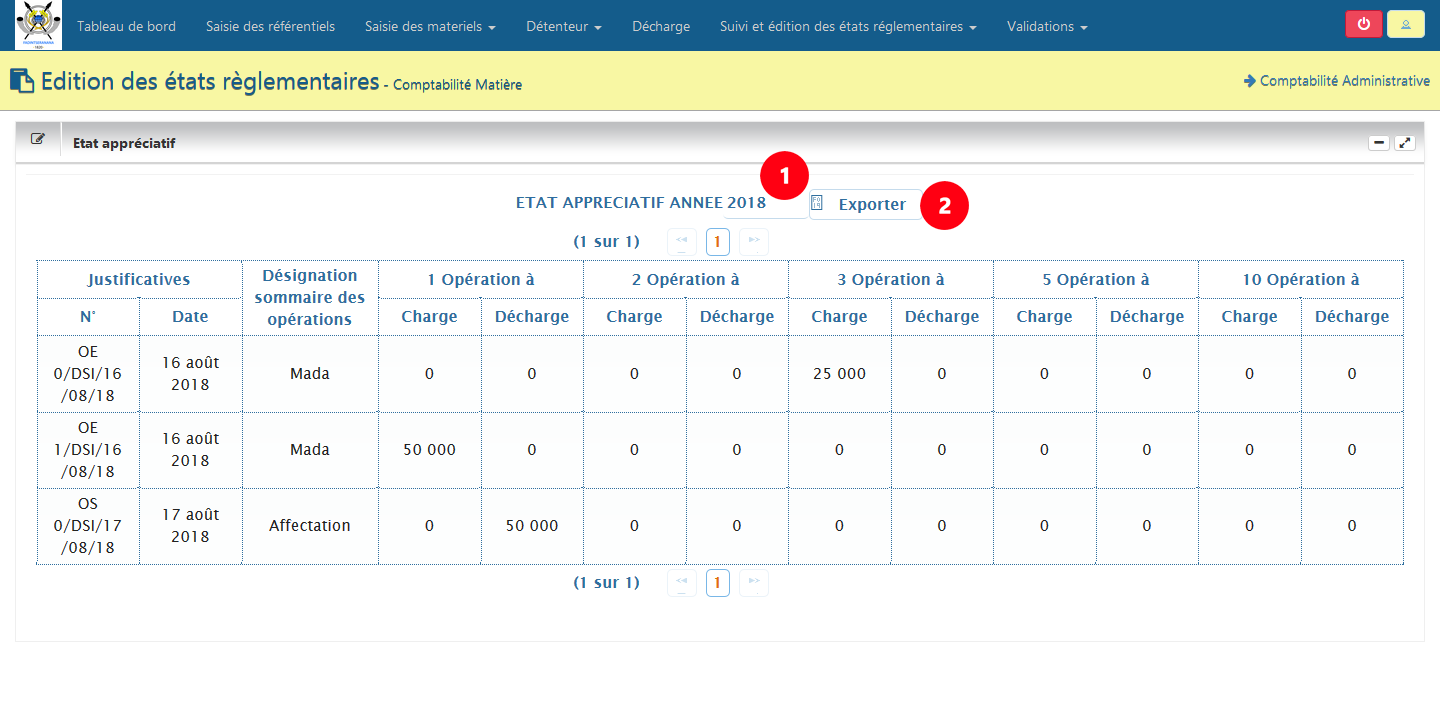 Tableau de bord Saisie des référentiels Saisie des materiels Détenteur Décharge Suivi et édition des états réglementaires Validations
Edition des états règlementaires - Comptabilité Matière Comptabilité Administrative
Etat appréciatif
1
ETAT APPRECIATIF ANNEE 2018 Exporter 2
(1 sur 1) 1
Justificatives Désignation sommaire des opérations 1 Opération à 2 Opération à 3 Opération à 5 Opération à 10 Opération à
N° Date Charge Décharge Charge Décharge Charge Décharge Charge Décharge Charge Décharge
OE 0/DSI/16/08/18 16 août 2018 Mada 0 0 0 0 25 000 0 0 0 0 0
OE 1/DSI/16/08/18 16 août 2018 Mada 50 000 0 0 0 0 0 0 0 0 0
OS 0/DSI/17/08/18 17 août 2018 Affectation 0 50 000 0 0 0 0 0 0 0 0
(1 sur 1) 1